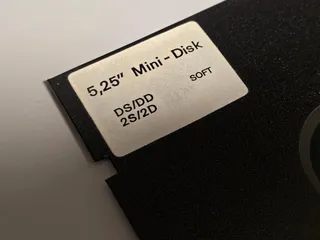 5,25" Mini - Disk
DS/DD SOFT
2S/2D